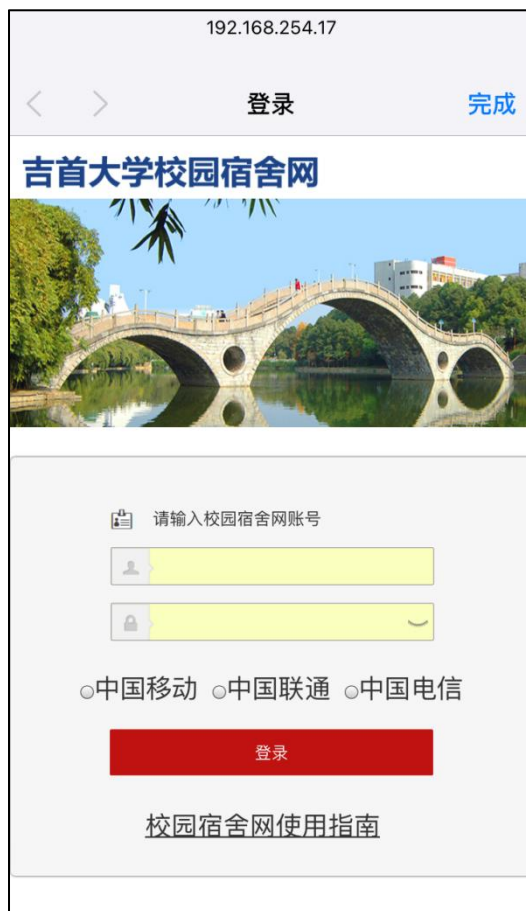 192.168.254.17
登录 完成
吉首大学校园宿舍网
请输入校园宿舍网账号
中国移动 中国联通 中国电信
登录
校园宿舍网使用指南